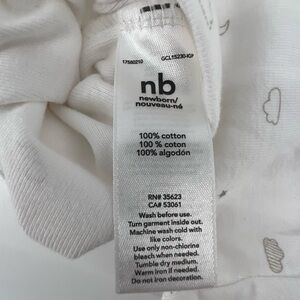 17580210 GCL15230-IGP
nb
newborn/
nouveau-né
100% cotton
100 % coton
100% algodón
RN# 35623
CA# 53061
Wash before use.
Turn garment inside out.
Machine wash cold with
like colors.
Use only non-chlorine
bleach when needed.
Tumble dry medium.
Warm iron if needed.
Do not iron decoration.